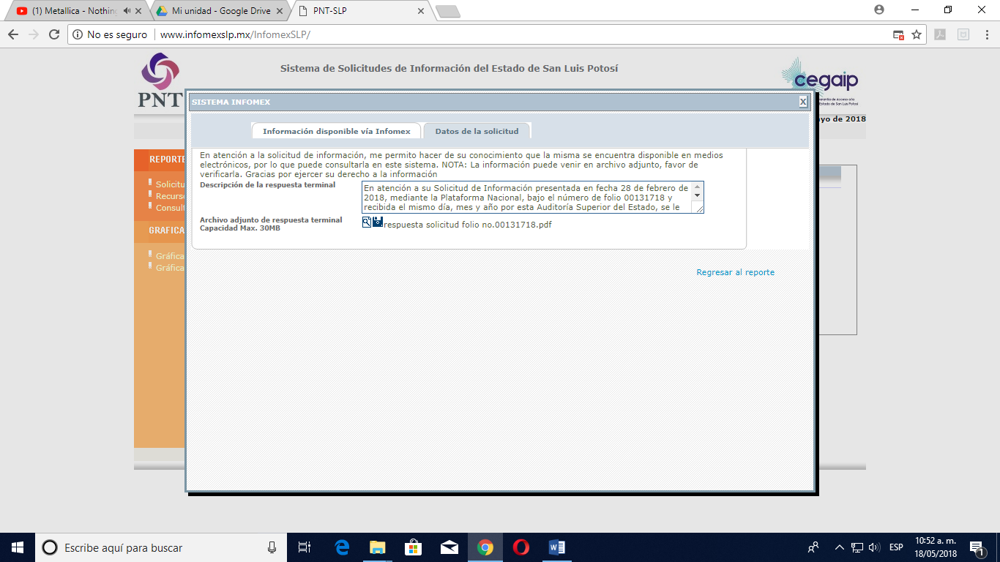 (1) Metallica - Nothin
Mi unidad - Google Drive
PNT-SLP
No es seguro
www.infomexslp.mx/InfomexSLP/
PNT
Sistema de Solicitudes de Información del Estado de San Luis Potosí
cegaip
Estado de San Luis Potosí
yo de 2018
SISTEMA INFOMEX
X
Información disponible vía Infomex
Datos de la solicitud
REPORTE
Solicitu
Recurs
Consult
GRAFICA
Gráfica
Gráfica
En atención a la solicitud de información, me permito hacer de su conocimiento que la misma se encuentra disponible en medios
electrónicos, por lo que puede consultarla en este sistema. NOTA: La información puede venir en archivo adjunto, favor de
verificarla. Gracias por ejercer su derecho a la información
Descripción de la respuesta terminal
En atención a su Solicitud de Información presentada en fecha 28 de febrero de
2018, mediante la Plataforma Nacional, bajo el número de folio 00131718 y
recibida el mismo día, mes y año por esta Auditoría Superior del Estado, se le
Archivo adjunto de respuesta terminal
Capacidad Max. 30MB
respuesta solicitud folio no.00131718.pdf
Regresar al reporte
Escribe aquí para buscar
ESP
10:52 a. m.
18/05/2018
1